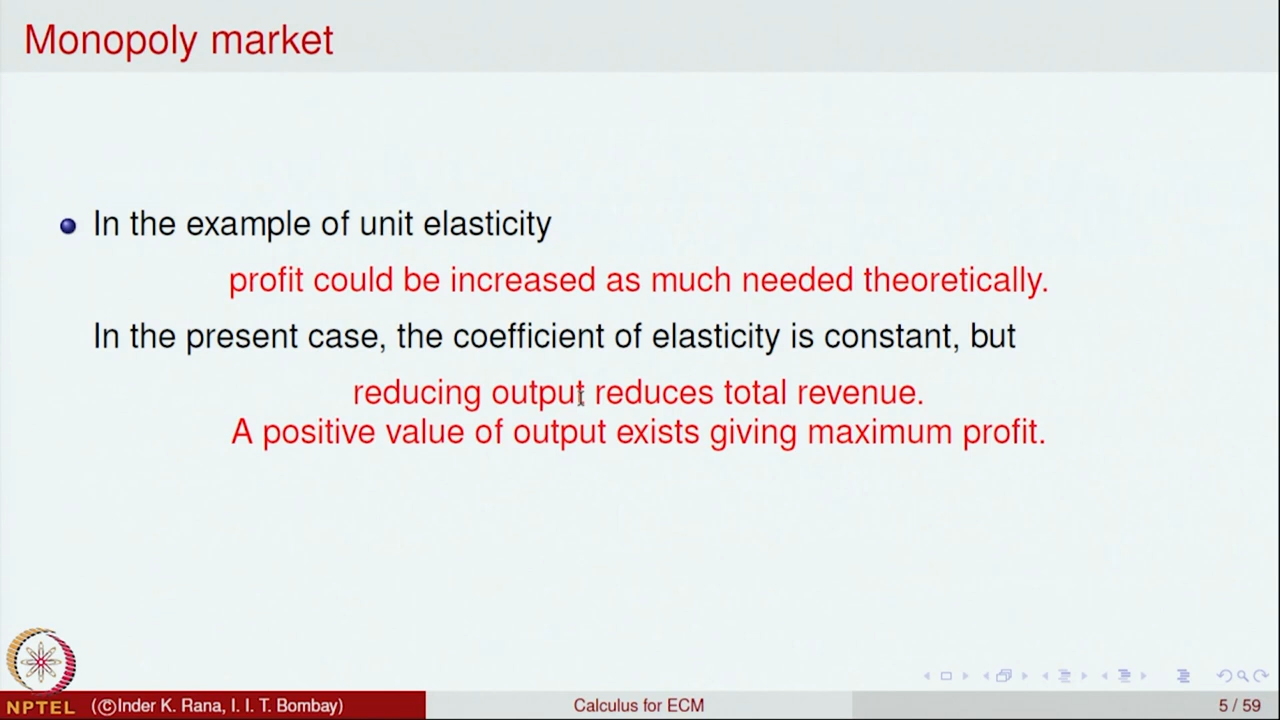 Monopoly market
In the example of unit elasticity
profit could be increased as much needed theoretically.
In the present case, the coefficient of elasticity is constant, but
reducing output reduces total revenue.
A positive value of output exists giving maximum profit.
NPTEL
(©Inder K. Rana, I. I. T. Bombay)
Calculus for ECM
5 / 59